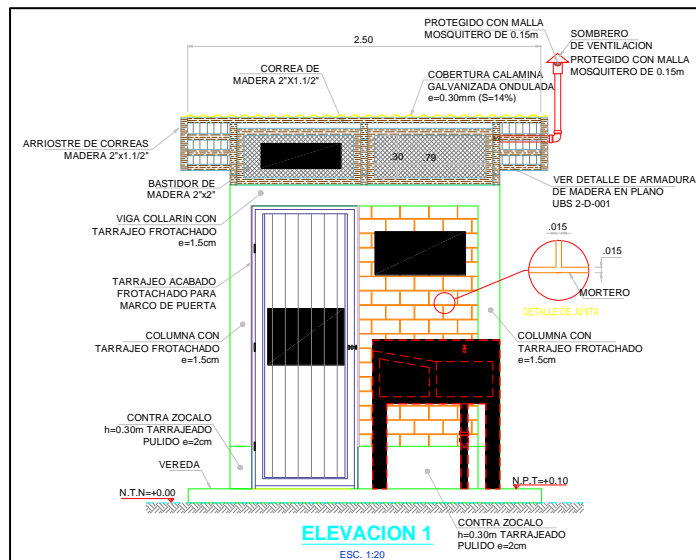 PROTEGIDO CON MALLA
MOSQUITERO DE 0.15m
SOMBRERO
DE VENTILACION
PROTEGIDO CON MALLA
MOSQUITERO DE 0.15m
2.50
CORREA DE
MADERA 2"X1.1/2"
COBERTURA CALAMINA
GALVANIZADA ONDULADA
e=0.30mm (S=14%)
ARRIOSTRE DE CORREAS
MADERA 2"x1.1/2"
.30
.79
BASTIDOR DE
MADERA 2"x2"
VER DETALLE DE ARMADURA
DE MADERA EN PLANO
UBS 2-D-001
VIGA COLLARIN CON
TARRAJEO FROTACHADO
e=1.5cm
.015
.015
MORTERO
DETALLE DE JUNTA
TARRAJEO ACABADO
FROTACHADO PARA
MARCO DE PUERTA
COLUMNA CON
TARRAJEO FROTACHADO
e=1.5cm
COLUMNA CON
TARRAJEO FROTACHADO
e=1.5cm
CONTRA ZOCALO
h=0.30m TARRAJEADO
PULIDO e=2cm
VEREDA
N.T.N=+0.00
N.P.T=+0.10
CONTRA ZOCALO
h=0.30m TARRAJEADO
PULIDO e=2cm
ELEVACION 1
ESC. 1:20